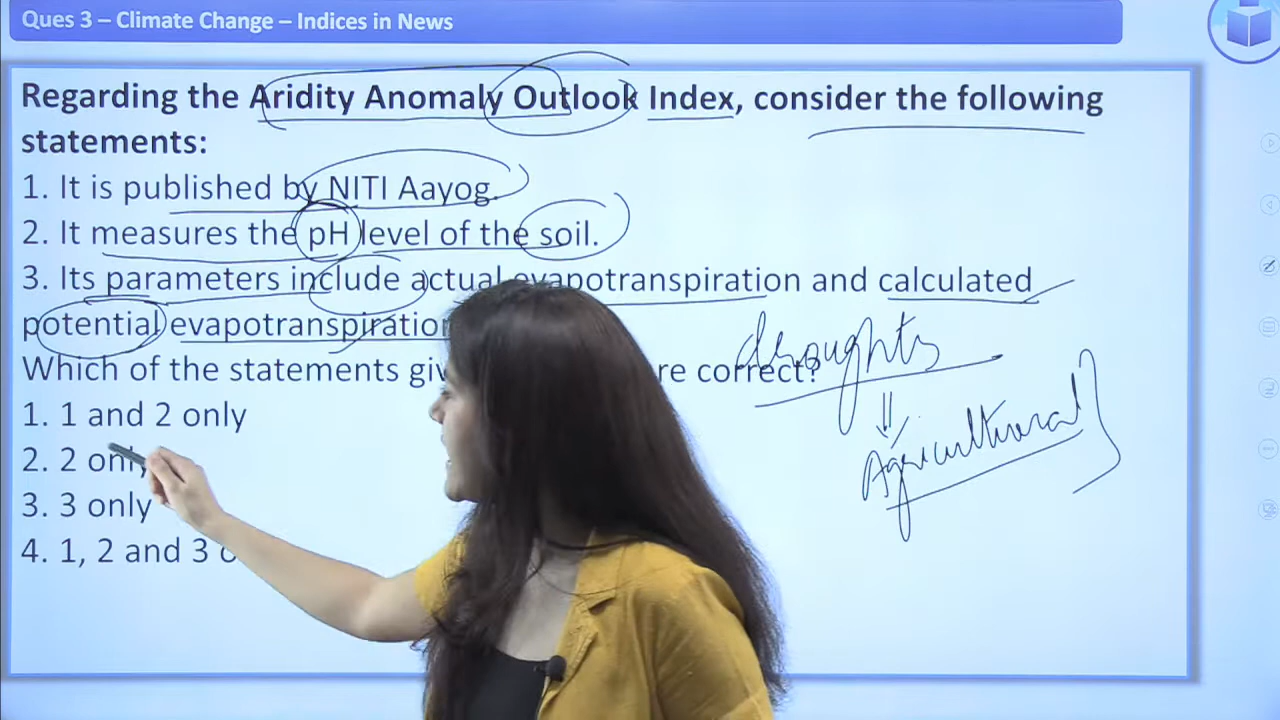 Ques 3 – Climate Change – Indices in News
Regarding the Aridity Anomaly Outlook Index, consider the following
statements:
1. It is published by NITI Aayog.
2. It measures the pH level of the soil.
3. Its parameters include actual evapotranspiration and calculated
potential evapotranspiration
Which of the statements giv re correct?
1. 1 and 2 only
2. 2 only
3. 3 only
4. 1, 2 and 3 o
droughts
Agricultural